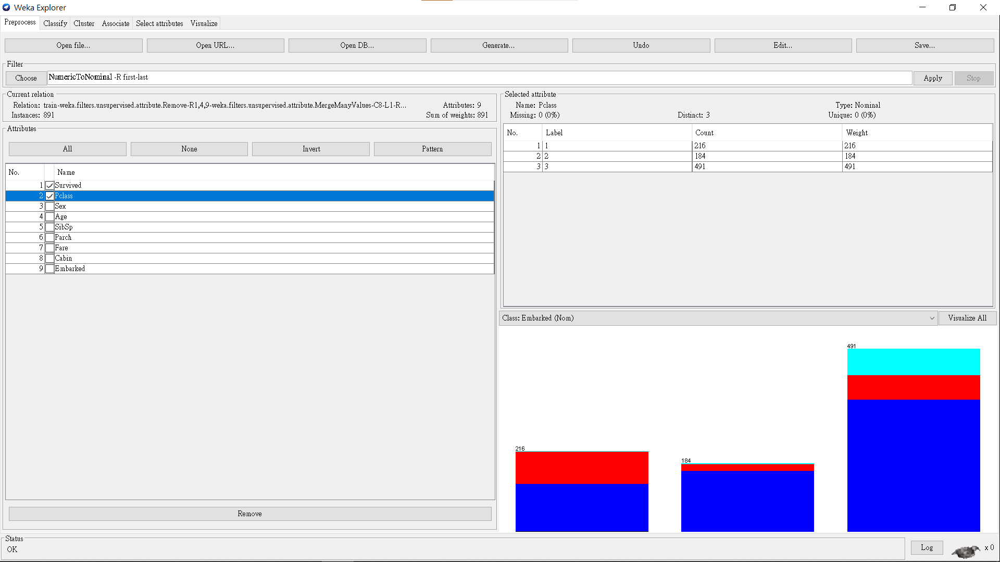 Weka Explorer
Preprocess Classify Cluster Associate Select attributes Visualize
Open file... Open URL... Open DB... Generate... Undo Edit... Save...
Filter
Choose NumericToNominal -R first-last Apply Stop
Current relation
Relation: train-weka.filters.unsupervised.attribute.Remove-R1,4,9-weka.filters.unsupervised.attribute.MergeManyValues-C8-L1-R... Attributes: 9
Instances: 891 Sum of weights: 891
Attributes
All None Invert Pattern
No. Name
1 Survived
2 Pclass
3 Sex
4 Age
5 SibSp
6 Parch
7 Fare
8 Cabin
9 Embarked
Remove
Selected attribute
Name: Pclass Type: Nominal
Missing: 0 (0%) Distinct: 3 Unique: 0 (0%)
No. Label Count Weight
1 1 216 216
2 2 184 184
3 3 491 491
Class: Embarked (Nom) Visualize All
491
216
184
Status
OK
Log x 0